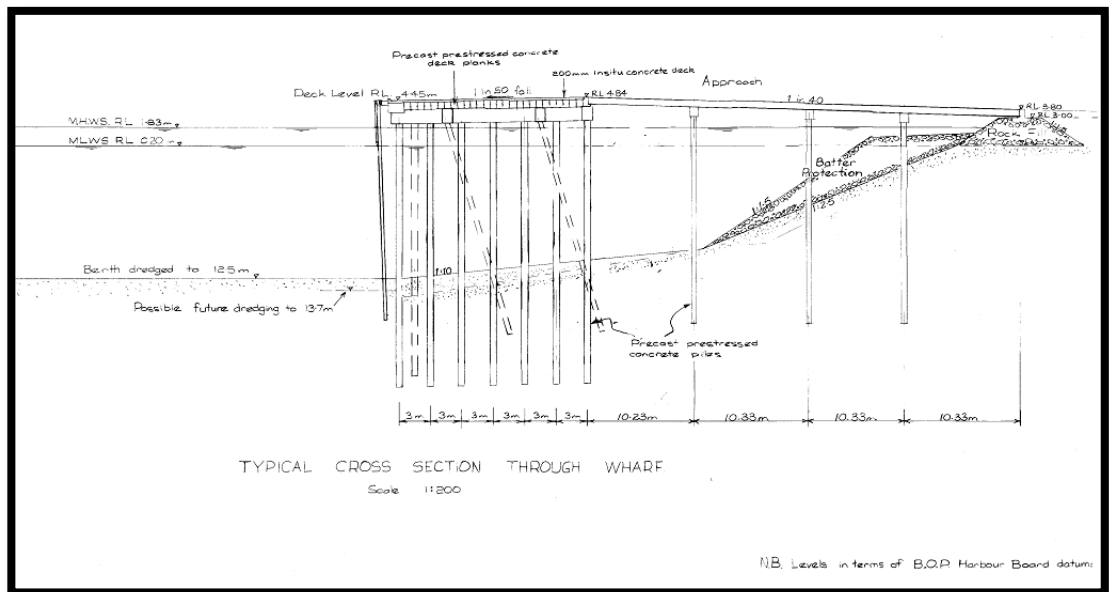 Precast prestressed concrete
deck planks
200mm Insitu concrete deck
Approach
Deck Level RL 4.45m
1 in 50 fall
RL 4.84
1 in 40
RL 3.80
RL 3.00
M.H.W.S. RL 1.83m
MLWS RL 0.20m
Rock Fill
Batter
Protection
1:1.5
1:2.5
Berth dredged to 12.5m
1:10
Possible future dredging to 13.7m
Precast prestressed
concrete piles
3m 3m 3m 3m 3m 3m 10.23m 10.33m 10.33m 10.33m
TYPICAL CROSS SECTION THROUGH WHARF
Scale 1:200
N.B. Levels in terms of B.O.P. Harbour Board datum